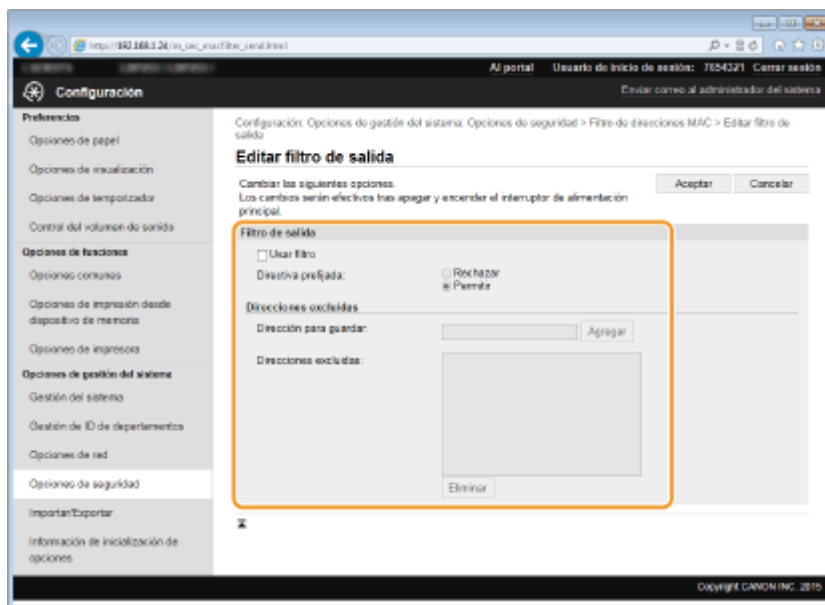 http://192.168.1.24/m_sec_macfilter_send.html
Al portal Usuario de inicio de sesión: 7654321 Cerrar sesión
Configuración
Enviar correo al administrador del sistema
Preferencias
Opciones de papel
Opciones de visualización
Opciones de temporizador
Control del volumen de sonido
Opciones de funciones
Opciones comunes
Opciones de impresión desde
dispositivo de memoria
Opciones de impresora
Opciones de gestión del sistema
Gestión del sistema
Gestión de ID de departamentos
Opciones de red
Opciones de seguridad
Importar/Exportar
Información de inicialización de
opciones
Configuración: Opciones de gestión del sistema: Opciones de seguridad > Filtro de direcciones MAC > Editar filtro de
salida
Editar filtro de salida
Cambiar las siguientes opciones.
Los cambios serán efectivos tras apagar y encender el interruptor de alimentación
principal.
Aceptar Cancelar
Filtro de salida
Usar filtro
Directiva prefijada: Rechazar
Permitir
Direcciones excluidas
Dirección para guardar: Agregar
Direcciones excluidas:
Eliminar
Copyright CANON INC. 2015